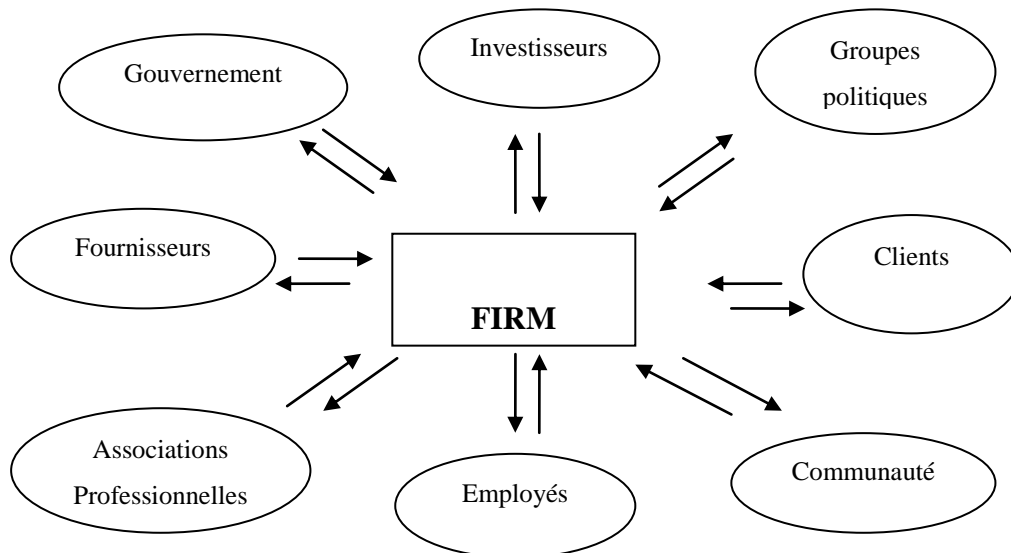 Investisseurs
Gouvernement
Groupes
politiques
Fournisseurs
Clients
FIRM
Associations
Professionnelles
Employés
Communauté